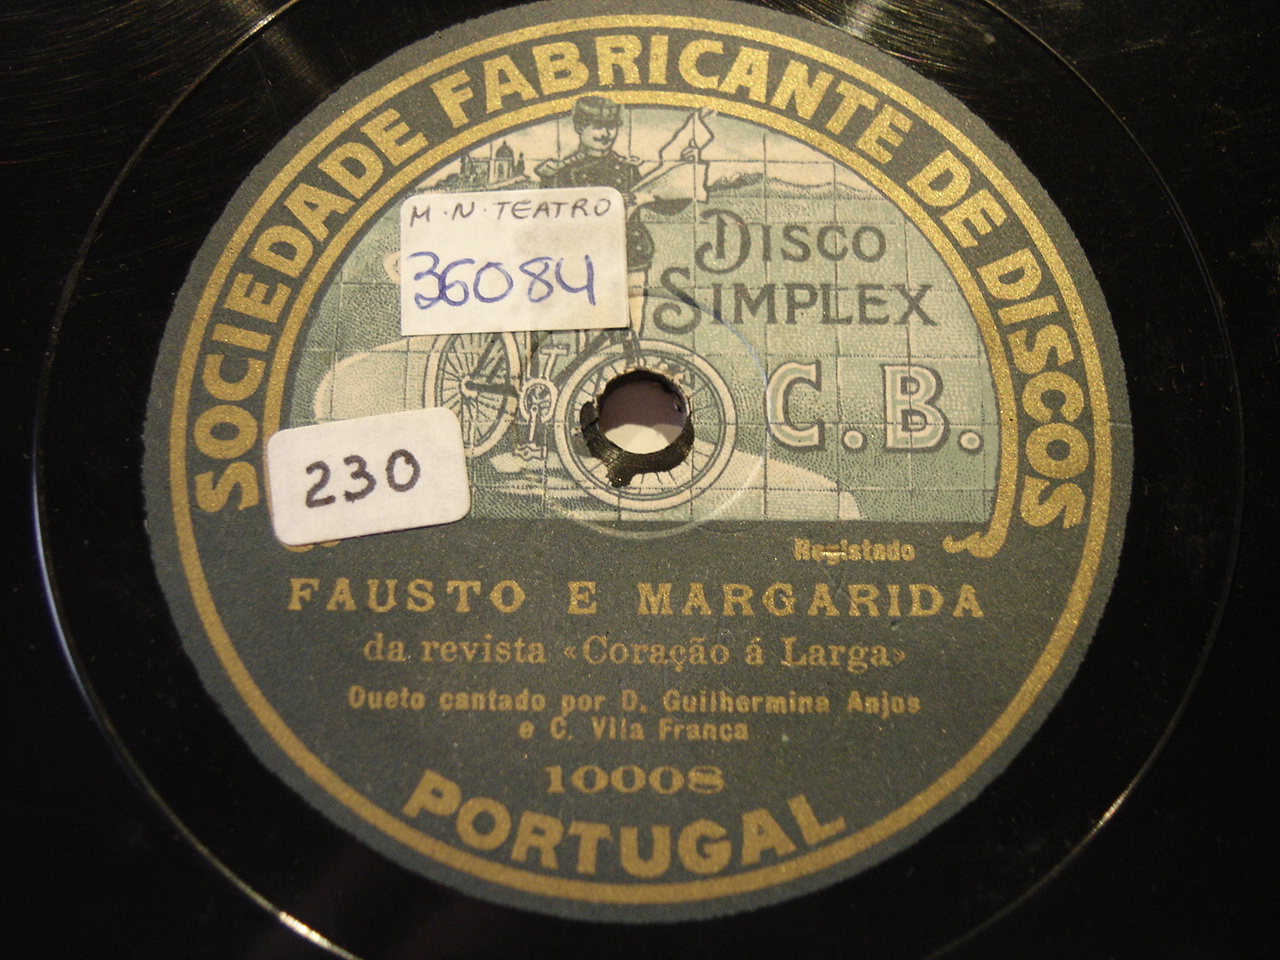 SOCIEDADE FABRICANTE DE DISCOS
M. N. TEATRO
36084
DISCO
SIMPLEX
C. B.
230
Registado
FAUSTO E MARGARIDA
da revista «Coração á Larga»
Dueto cantado por D. Guilhermina Anjos
e C. Vila Franca
10008
PORTUGAL